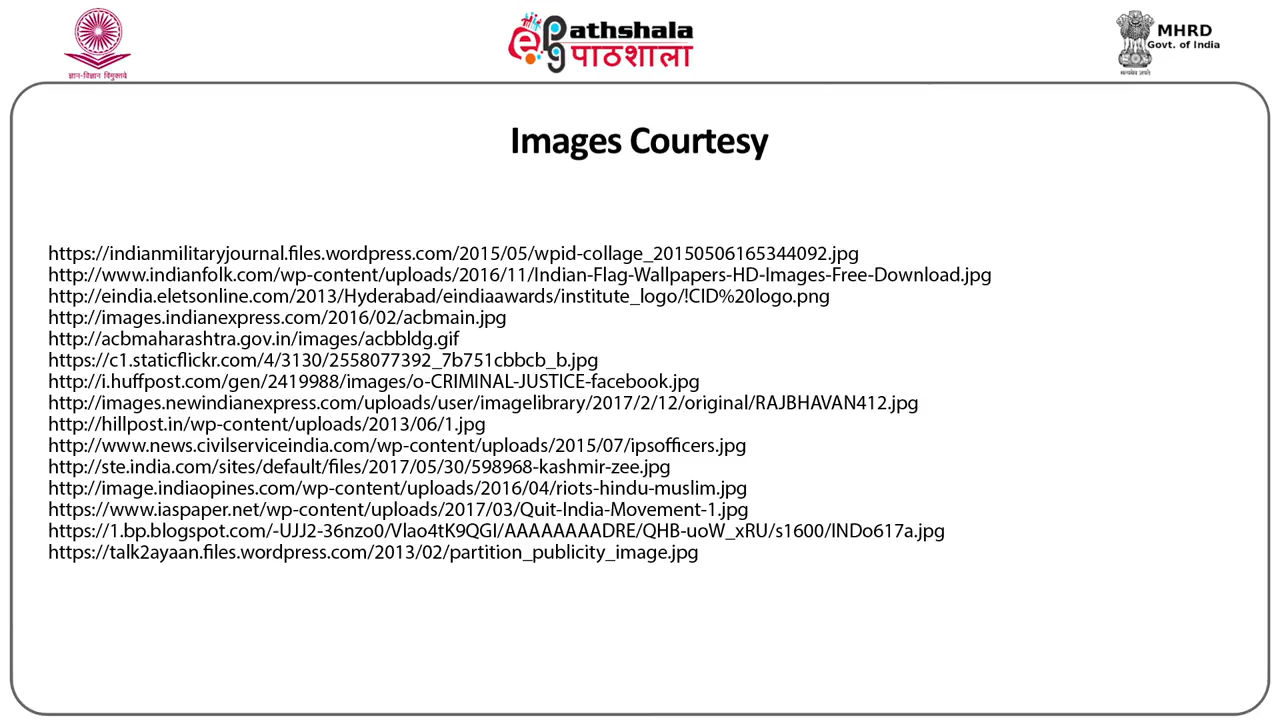 ज्ञान-विज्ञान विमुक्तये
ePathshala
पाठशाला
MHRD
Govt. of India
सत्यमेव जयते
Images Courtesy
https://indianmilitaryjournal.files.wordpress.com/2015/05/wpid-collage_20150506165344092.jpg
http://www.indianfolk.com/wp-content/uploads/2016/11/Indian-Flag-Wallpapers-HD-Images-Free-Download.jpg
http://eindia.eletsonline.com/2013/Hyderabad/eindiaawards/institute_logo/!CID%20logo.png
http://images.indianexpress.com/2016/02/acbmain.jpg
http://acbmaharashtra.gov.in/images/acbbldg.gif
https://c1.staticflickr.com/4/3130/2558077392_7b751cbbcb_b.jpg
http://i.huffpost.com/gen/2419988/images/o-CRIMINAL-JUSTICE-facebook.jpg
http://images.newindianexpress.com/uploads/user/imagelibrary/2017/2/12/original/RAJBHAVAN412.jpg
http://hillpost.in/wp-content/uploads/2013/06/1.jpg
http://www.news.civilserviceindia.com/wp-content/uploads/2015/07/ipsofficers.jpg
http://ste.india.com/sites/default/files/2017/05/30/598968-kashmir-zee.jpg
http://image.indiaopines.com/wp-content/uploads/2016/04/riots-hindu-muslim.jpg
https://www.iaspaper.net/wp-content/uploads/2017/03/Quit-India-Movement-1.jpg
https://1.bp.blogspot.com/-UJJ2-36nzo0/Vlao4tK9QGI/AAAAAAAADRE/QHB-uoW_xRU/s1600/INDo617a.jpg
https://talk2ayaan.files.wordpress.com/2013/02/partition_publicity_image.jpg